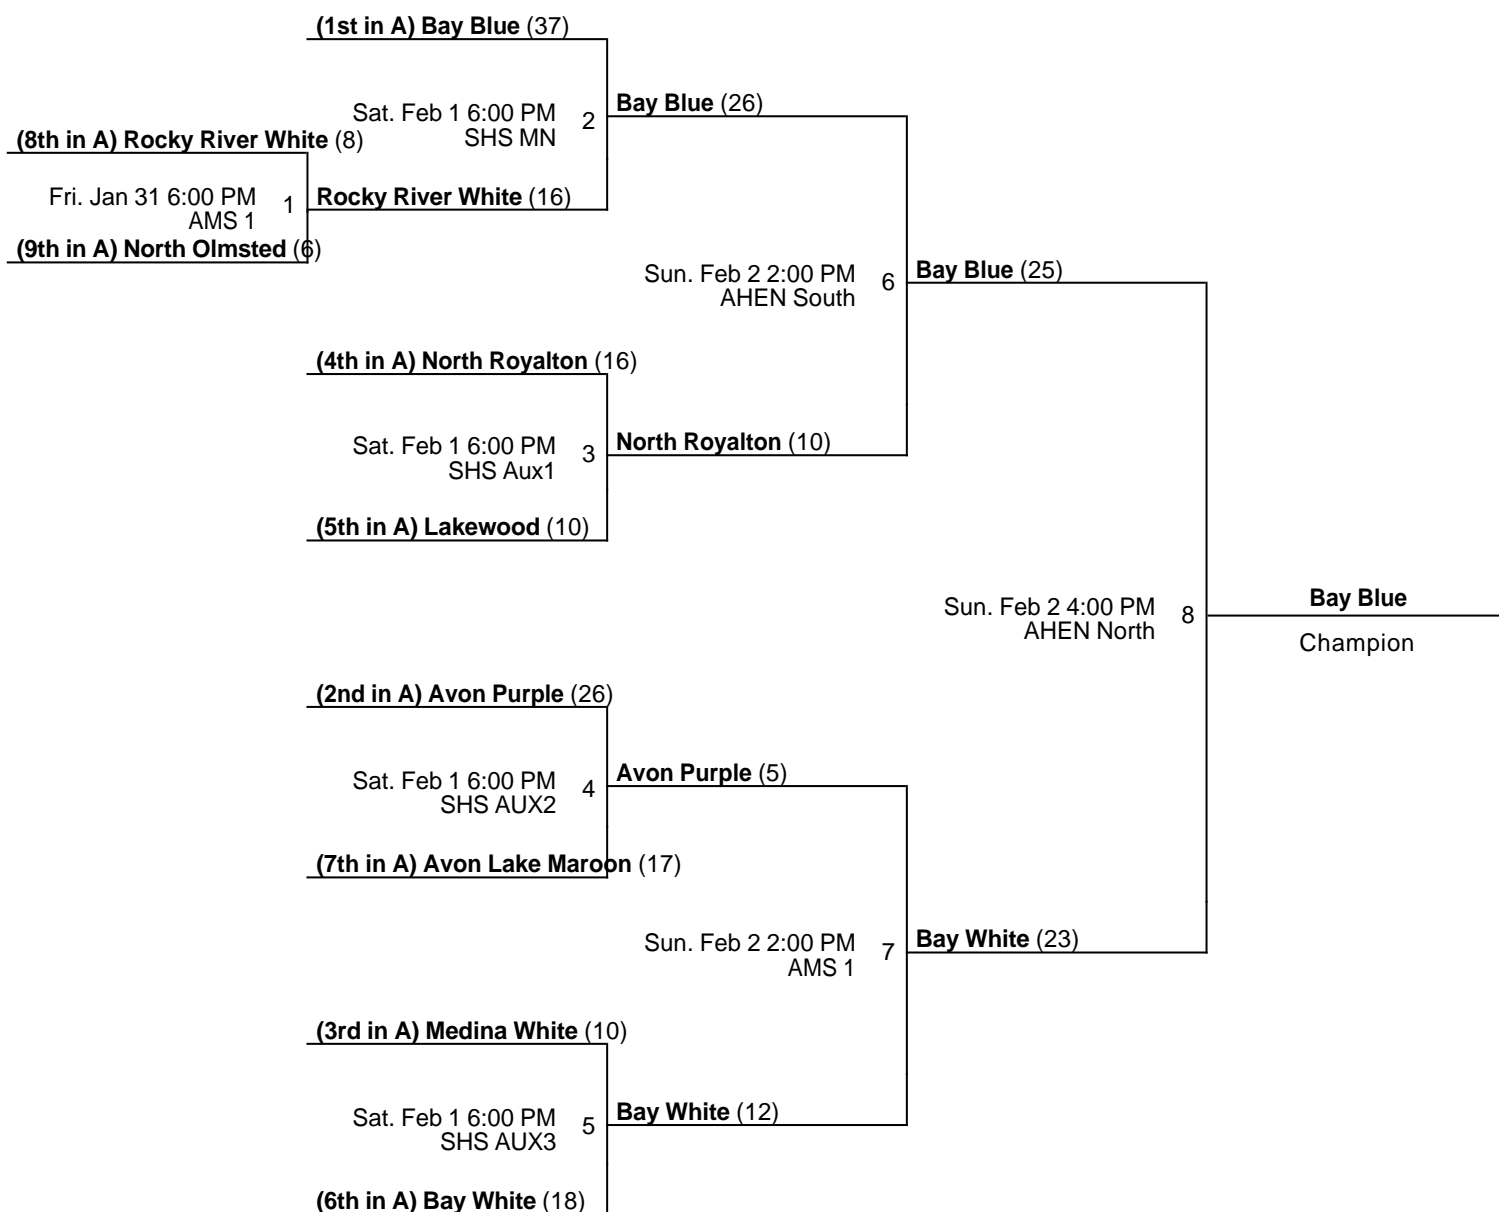 (1st in A) Bay Blue (37)
Sat. Feb 1 6:00 PM
SHS MN
2
Bay Blue (26)
(8th in A) Rocky River White (8)
Fri. Jan 31 6:00 PM
AMS 1
1
Rocky River White (16)
(9th in A) North Olmsted (6)
Sun. Feb 2 2:00 PM
AHEN South
6
Bay Blue (25)
(4th in A) North Royalton (16)
Sat. Feb 1 6:00 PM
SHS Aux1
3
North Royalton (10)
(5th in A) Lakewood (10)
Sun. Feb 2 4:00 PM
AHEN North
8
Bay Blue
Champion
(2nd in A) Avon Purple (26)
Sat. Feb 1 6:00 PM
SHS AUX2
4
Avon Purple (5)
(7th in A) Avon Lake Maroon (17)
Sun. Feb 2 2:00 PM
AMS 1
7
Bay White (23)
(3rd in A) Medina White (10)
Sat. Feb 1 6:00 PM
SHS AUX3
5
Bay White (12)
(6th in A) Bay White (18)